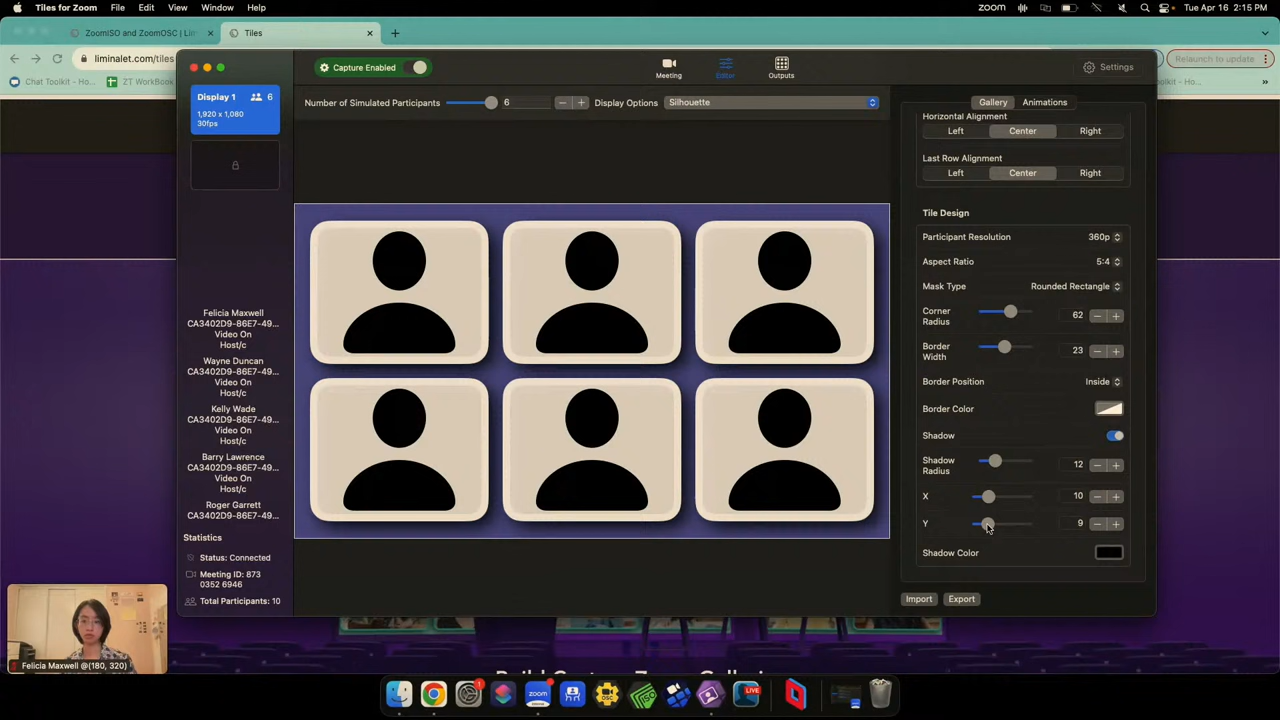 Tiles for Zoom File Edit View Window Help
zoom Tue Apr 16 2:15 PM
ZoomISO and ZoomOSC | Lim
Tiles
liminalet.com/tiles
Relaunch to update
Chat Toolkit - Ho...
ZT WorkBook
olkit - Ho...
Capture Enabled
Meeting
Editor
Outputs
Settings
Display 1 6
1,920 x 1,080
30fps
Number of Simulated Participants 6
Display Options Silhouette
Gallery Animations
Horizontal Alignment
Left Center Right
Last Row Alignment
Left Center Right
Tile Design
Participant Resolution 360p
Aspect Ratio 5:4
Mask Type Rounded Rectangle
Corner
Radius 62
Border
Width 23
Border Position Inside
Border Color
Shadow
Shadow
Radius 12
X 10
Y 9
Shadow Color
Import Export
Felicia Maxwell
CA3402D9-86E7-49...
Video On
Host/c
Wayne Duncan
CA3402D9-86E7-49...
Video On
Host/c
Kelly Wade
CA3402D9-86E7-49...
Video On
Host/c
Barry Lawrence
CA3402D9-86E7-49...
Video On
Host/c
Roger Garrett
CA3402D9-86E7-49...
Statistics
Status: Connected
Meeting ID: 873
0352 6946
Total Participants: 10
Felicia Maxwell @(180, 320)
zoom
OSC
LIVE